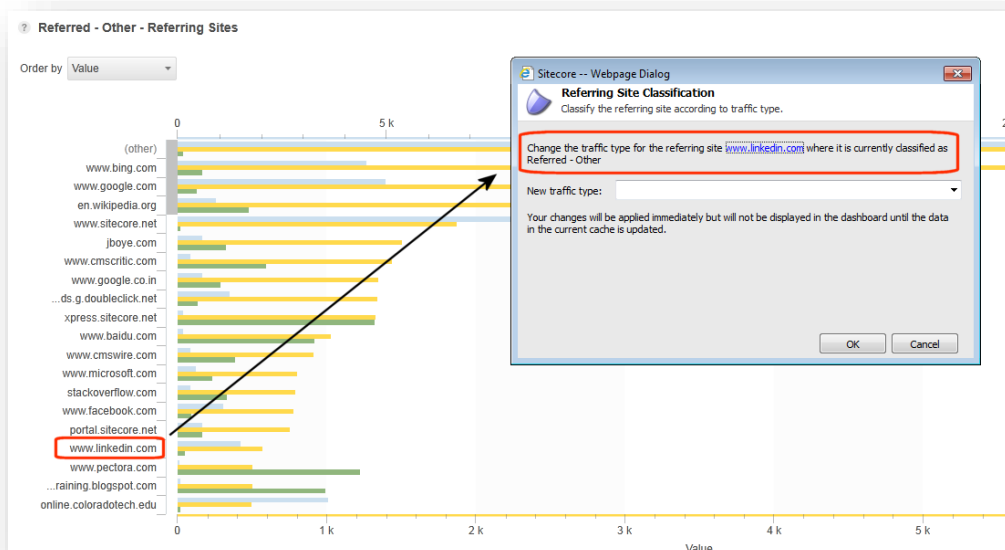 ? Referred - Other - Referring Sites
Order by Value
0 5 k 2
(other)
www.bing.com
www.google.com
en.wikipedia.org
www.sitecore.net
jboye.com
www.cmscritic.com
www.google.co.in
...ds.g.doubleclick.net
xpress.sitecore.net
www.baidu.com
www.cmswire.com
www.microsoft.com
stackoverflow.com
www.facebook.com
portal.sitecore.net
www.linkedin.com
www.pectora.com
...raining.blogspot.com
online.coloradotech.edu
0 1 k 2 k 3 k 4 k 5 k
Value
Sitecore -- Webpage Dialog
Referring Site Classification
Classify the referring site according to traffic type.
Change the traffic type for the referring site www.linkedin.com where it is currently classified as
Referred - Other
New traffic type:
Your changes will be applied immediately but will not be displayed in the dashboard until the data
in the current cache is updated.
OK Cancel